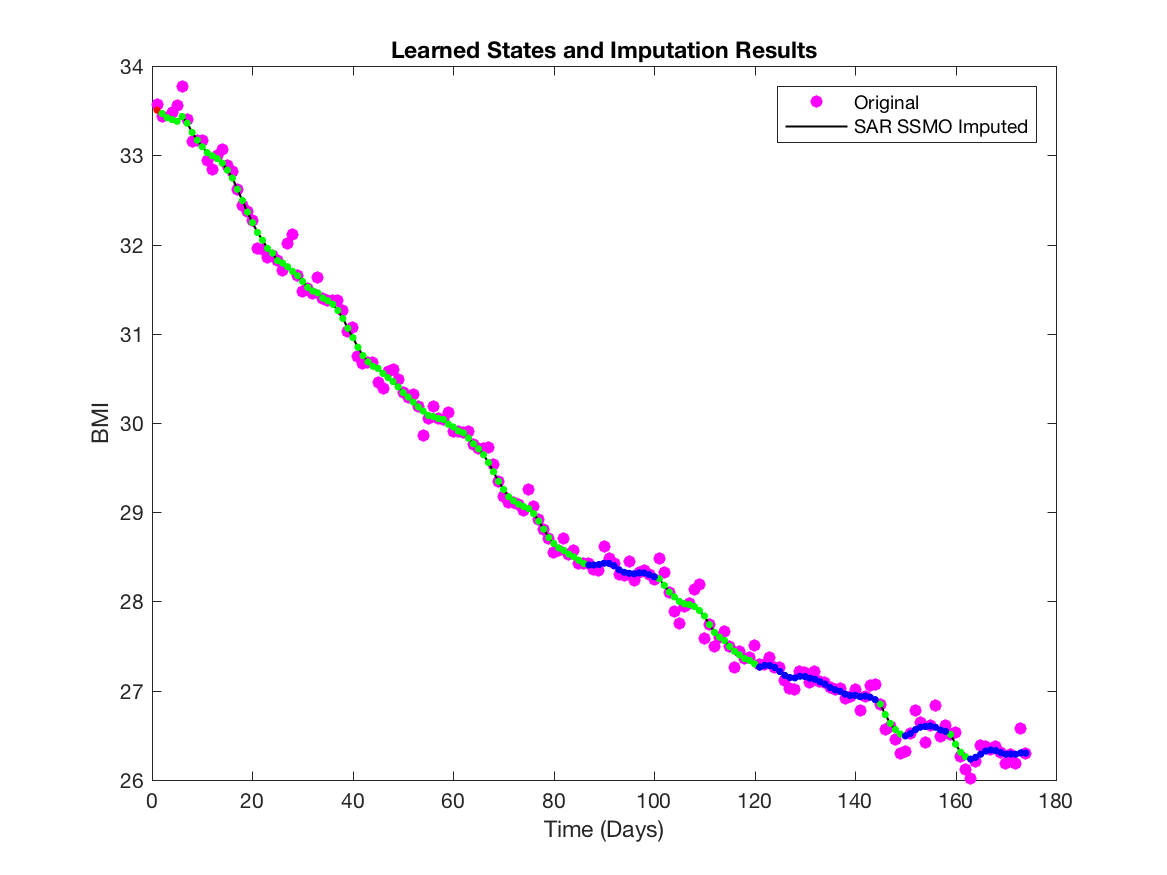 Learned States and Imputation Results
Original
SAR SSMO Imputed
BMI
34
33
32
31
30
29
28
27
26
0 20 40 60 80 100 120 140 160 180
Time (Days)